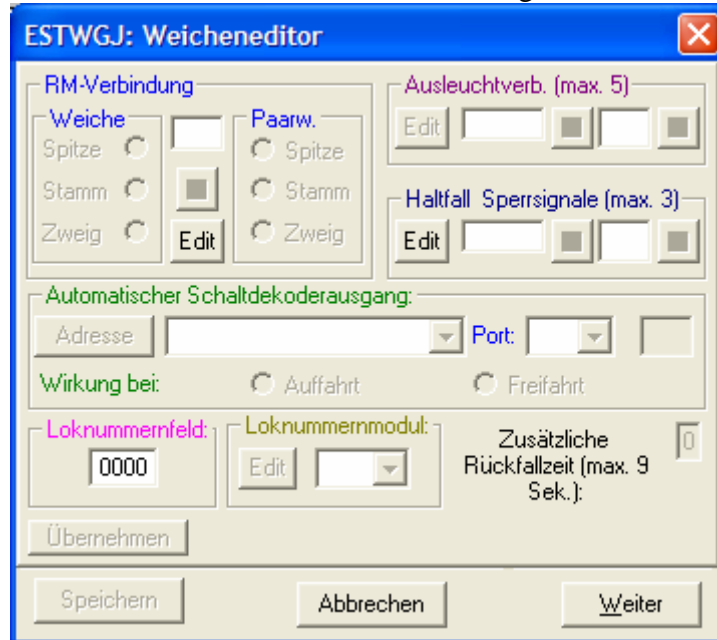 ESTWGJ: Weicheneditor
RM-Verbindung
Weiche
Paarw.
Spitze
Spitze
Stamm
Stamm
Zweig
Edit
Zweig
Ausleuchtverb. (max. 5)
Edit
Haltfall Sperrsignale (max. 3)
Edit
Automatischer Schaltdekoderausgang:
Adresse
Port:
Wirkung bei:
Auffahrt
Freifahrt
Loknummernfeld:
0000
Loknummernmodul:
Edit
Zusätzliche
Rückfallzeit (max. 9
Sek.):
0
Übernehmen
Speichern
Abbrechen
Weiter